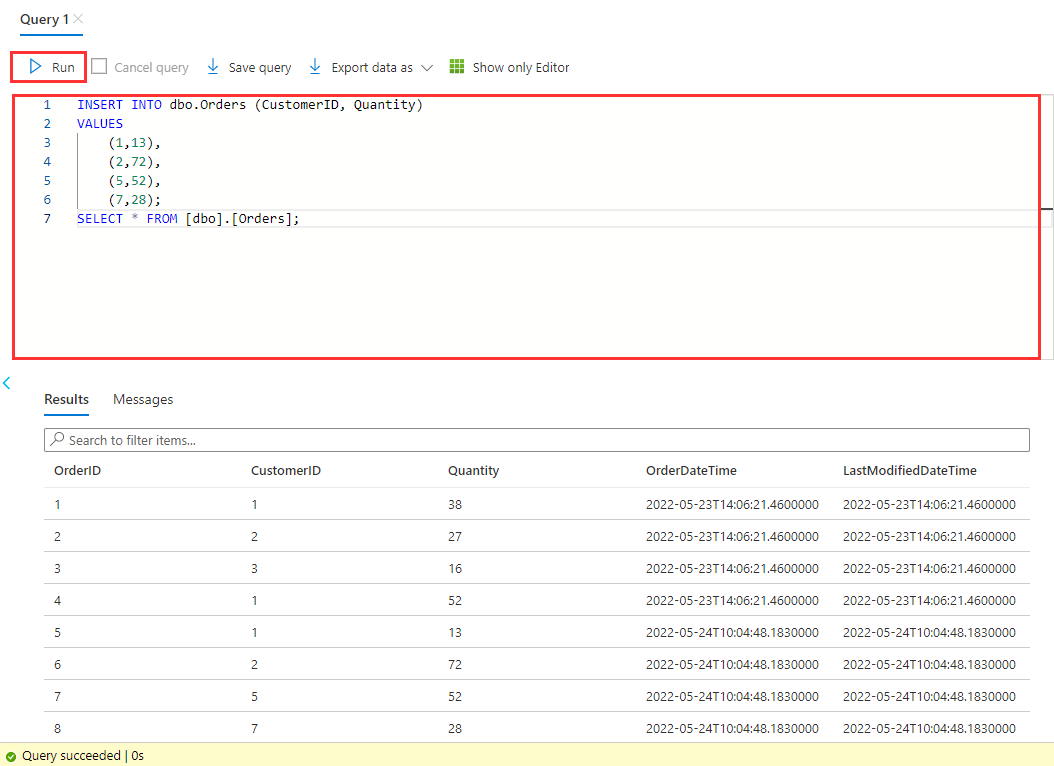 Query 1
Run Cancel query Save query Export data as Show only Editor
1 INSERT INTO dbo.Orders (CustomerID, Quantity)
2 VALUES
3 (1,13),
4 (2,72),
5 (5,52),
6 (7,28);
7 SELECT * FROM [dbo].[Orders];
Results Messages
Search to filter items...
OrderID CustomerID Quantity OrderDateTime LastModifiedDateTime
1 1 38 2022-05-23T14:06:21.4600000 2022-05-23T14:06:21.4600000
2 2 27 2022-05-23T14:06:21.4600000 2022-05-23T14:06:21.4600000
3 3 16 2022-05-23T14:06:21.4600000 2022-05-23T14:06:21.4600000
4 1 52 2022-05-23T14:06:21.4600000 2022-05-23T14:06:21.4600000
5 1 13 2022-05-24T10:04:48.1830000 2022-05-24T10:04:48.1830000
6 2 72 2022-05-24T10:04:48.1830000 2022-05-24T10:04:48.1830000
7 5 52 2022-05-24T10:04:48.1830000 2022-05-24T10:04:48.1830000
8 7 28 2022-05-24T10:04:48.1830000 2022-05-24T10:04:48.1830000
Query succeeded | 0s